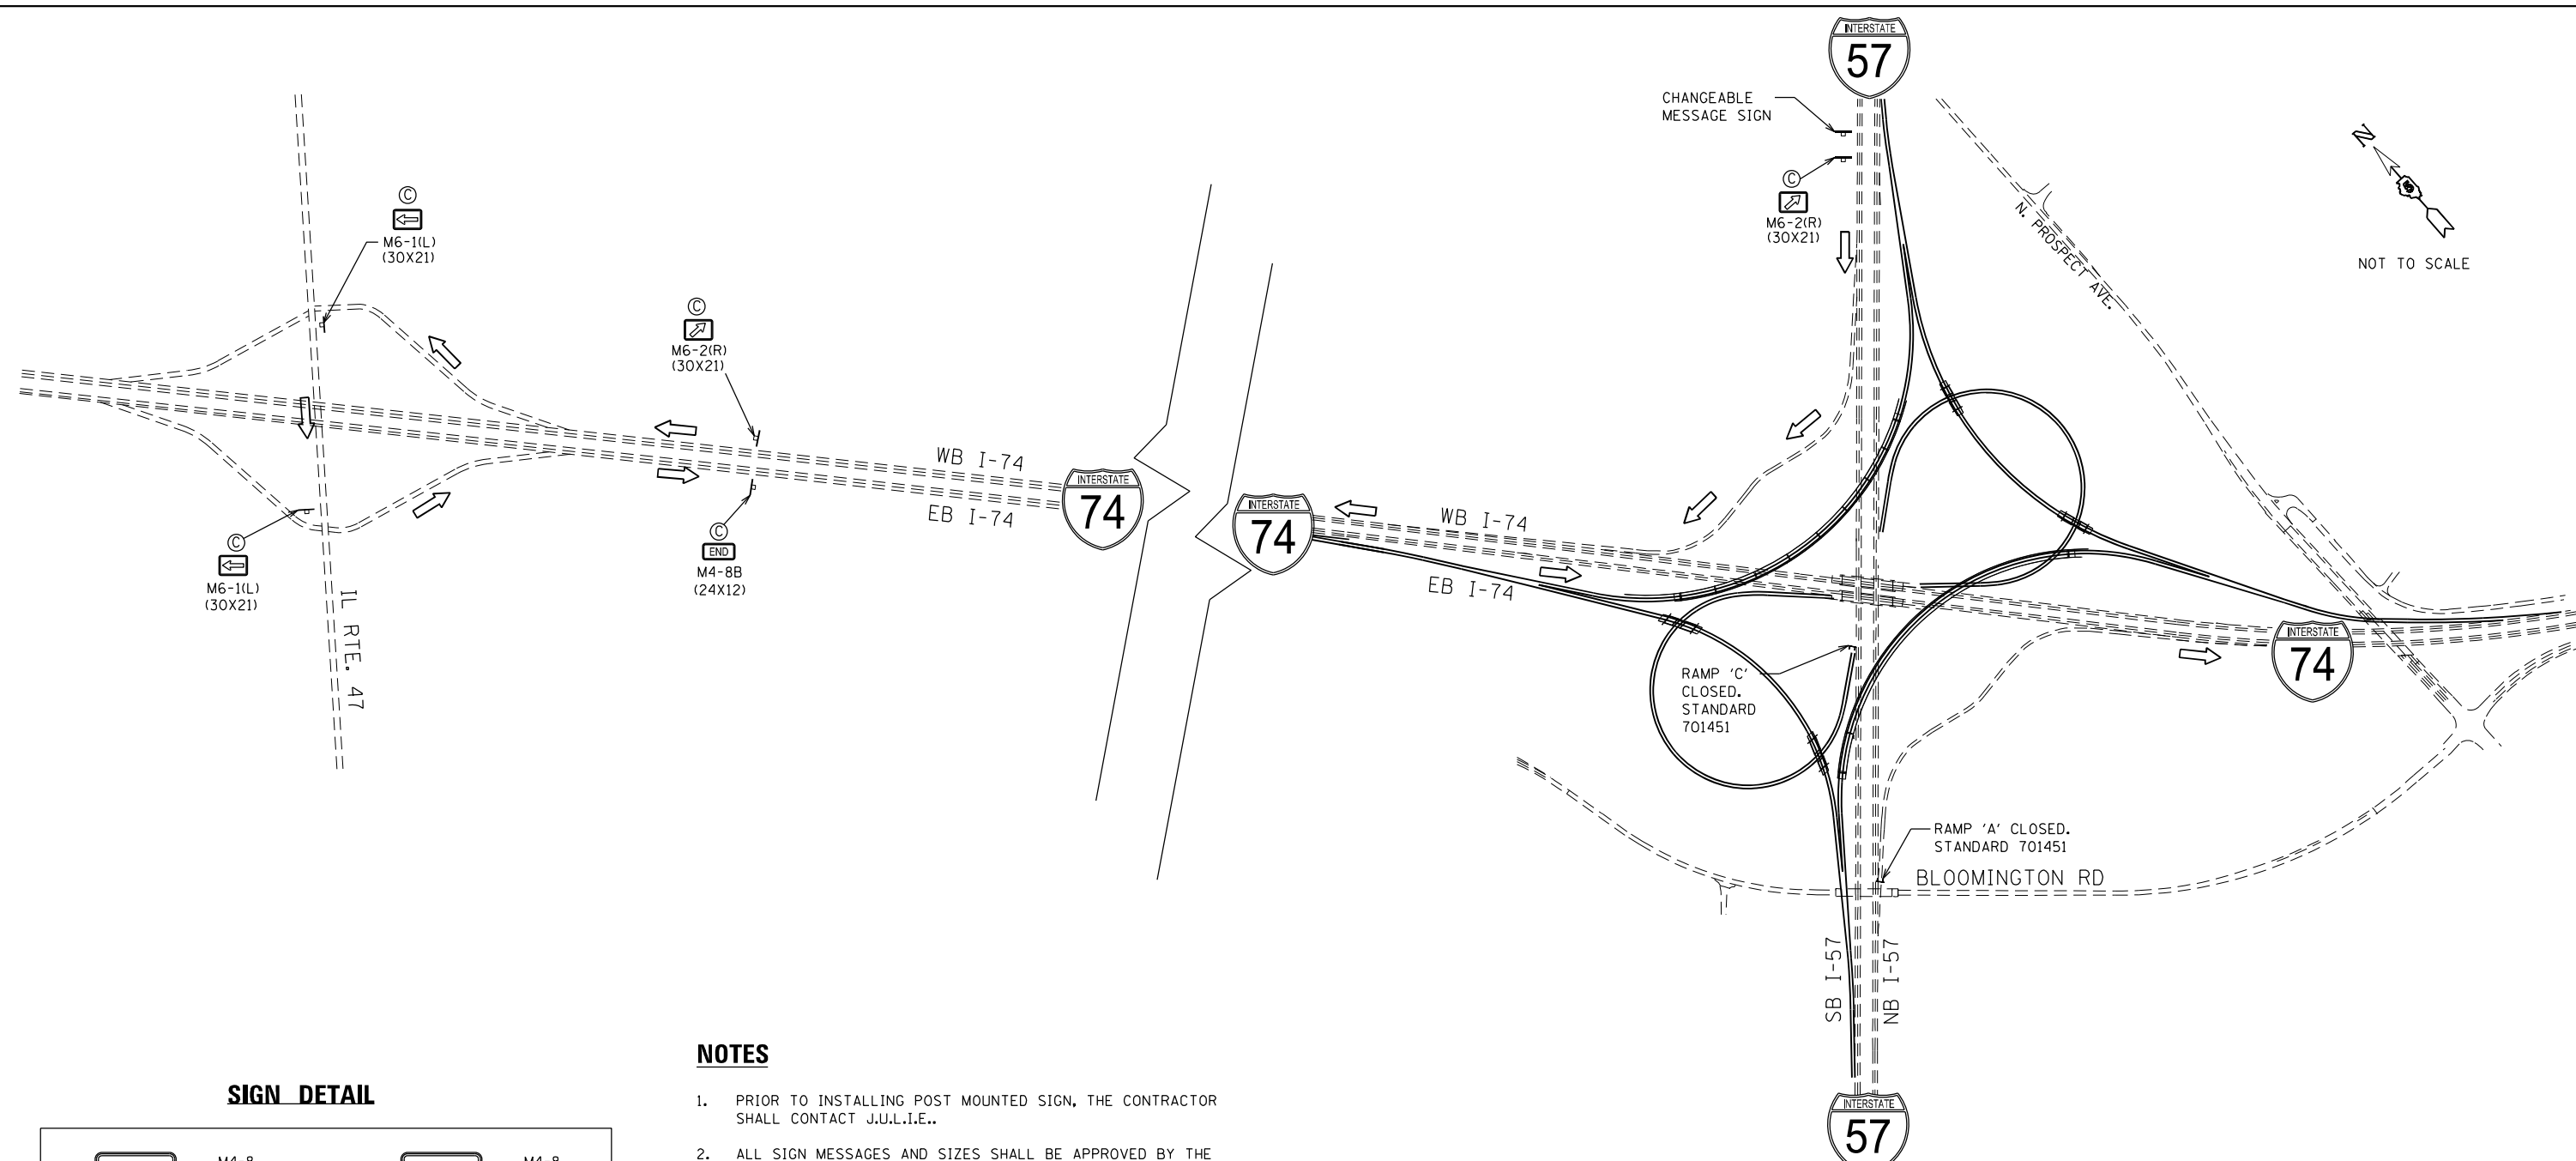 INTERSTATE
57
CHANGEABLE
MESSAGE SIGN
C
M6-2(R)
(30X21)
N. PROSPECT AVE.
N
NOT TO SCALE
C
M6-1(L)
(30X21)
C
M6-2(R)
(30X21)
WB I-74
EB I-74
INTERSTATE
74
C
END
M4-8B
(24X12)
C
M6-1(L)
(30X21)
IL RTE. 47
INTERSTATE
74
WB I-74
EB I-74
RAMP 'C'
CLOSED.
STANDARD
701451
INTERSTATE
74
RAMP 'A' CLOSED.
STANDARD 701451
BLOOMINGTON RD
SB I-57
NB I-57
INTERSTATE
57
SIGN DETAIL
M4-8
M4-8
NOTES
1. PRIOR TO INSTALLING POST MOUNTED SIGN, THE CONTRACTOR
SHALL CONTACT J.U.L.I.E..
2. ALL SIGN MESSAGES AND SIZES SHALL BE APPROVED BY THE